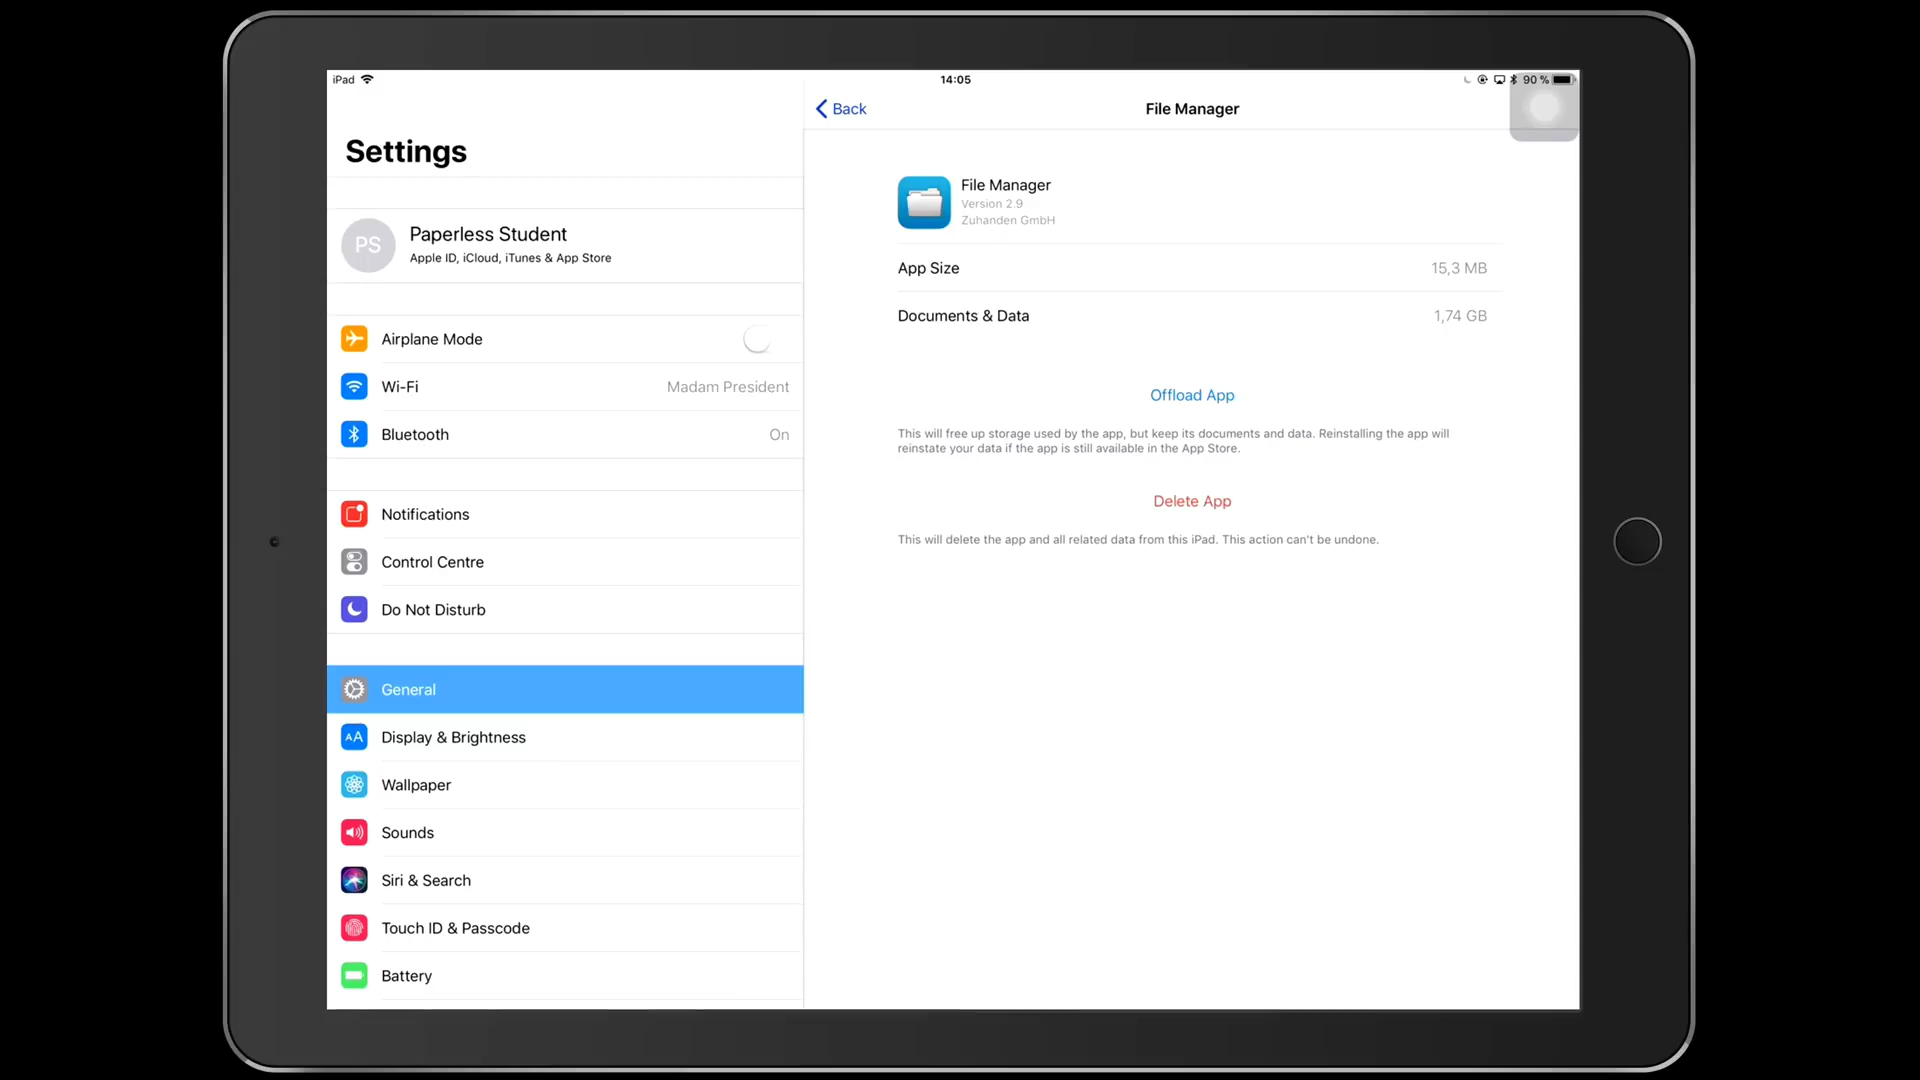 iPad
14:05
90 %
Settings
PS
Paperless Student
Apple ID, iCloud, iTunes & App Store
Airplane Mode
Wi-Fi
Madam President
Bluetooth
On
Notifications
Control Centre
Do Not Disturb
General
AA
Display & Brightness
Wallpaper
Sounds
Siri & Search
Touch ID & Passcode
Battery
Back
File Manager
File Manager
Version 2.9
Zuhanden GmbH
App Size
15,3 MB
Documents & Data
1,74 GB
Offload App
This will free up storage used by the app, but keep its documents and data. Reinstalling the app will
reinstate your data if the app is still available in the App Store.
Delete App
This will delete the app and all related data from this iPad. This action can't be undone.